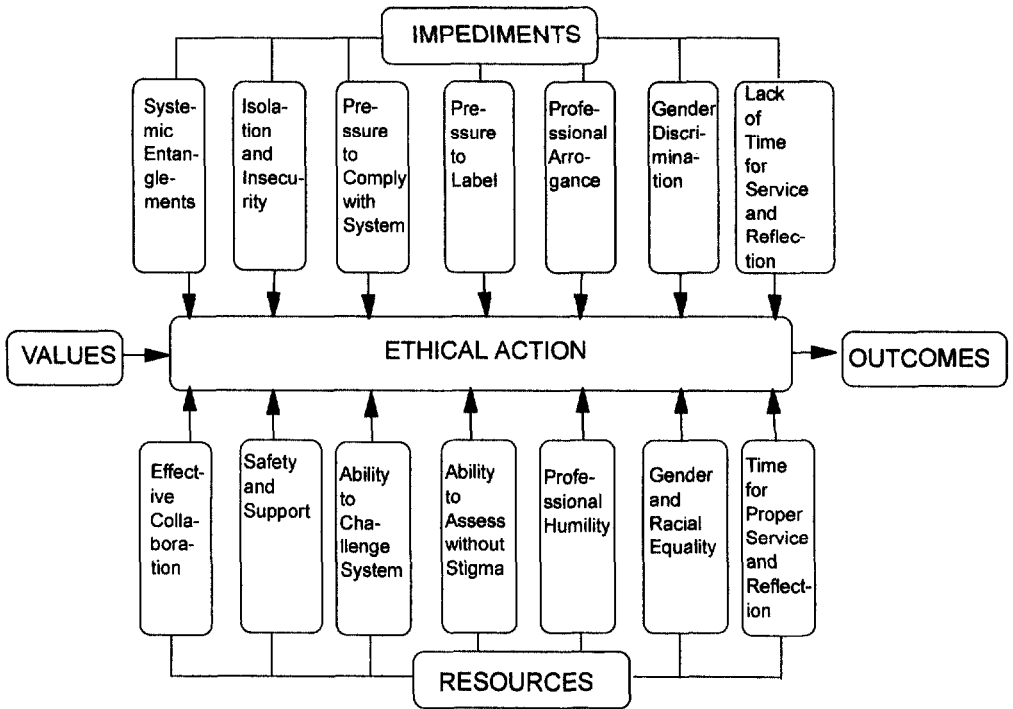 IMPEDIMENTS
Syste-
mic
Entan-
gle-
ments
Isola-
tion
and
Insecu-
rity
Pre-
ssure
to
Comply
with
System
Pre-
ssure
to
Label
Profe-
ssional
Arro-
gance
Gender
Discri-
mina-
tion
Lack
of
Time
for
Service
and
Reflec-
tion
VALUES
ETHICAL ACTION
OUTCOMES
Effect-
ive
Colla-
bora-
tion
Safety
and
Support
Ability
to
Cha-
llenge
System
Ability
to
Assess
without
Stigma
Profe-
ssional
Humility
Gender
and
Racial
Equality
Time
for
Proper
Service
and
Reflect-
ion
RESOURCES